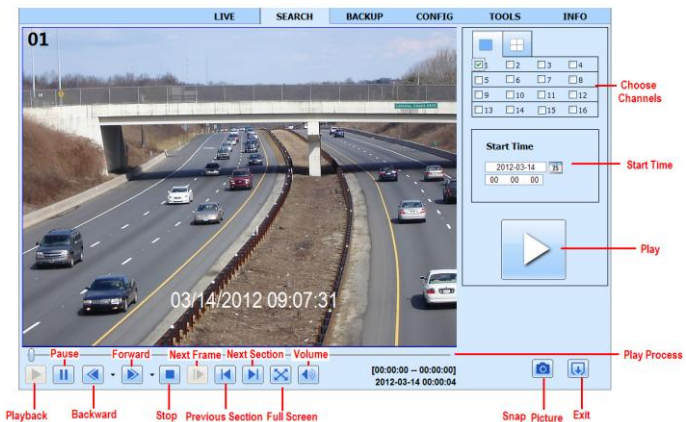 LIVE SEARCH BACKUP CONFIG TOOLS INFO
01
1 2 3 4
5 6 7 8
9 10 11 12
13 14 15 16
Choose
Channels
Start Time
2012-03-14 15
00 00 00
Start Time
Play
03/14/2012 09:07:31
Play Process
Pause Forward Next Frame Next Section Volume
[00:00:00 -- 00:00:00]
2012-03-14 00:00:04
Playback Backward Stop Previous Section Full Screen Snap Picture Exit